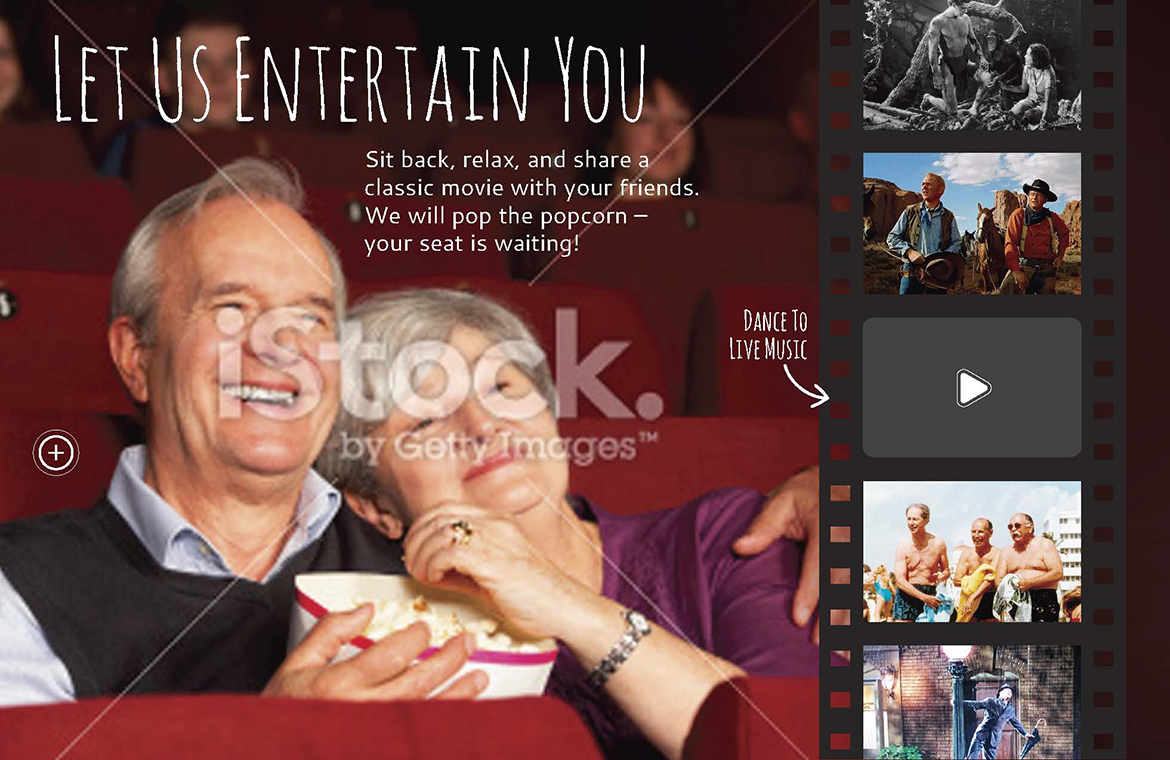 Let Us Entertain You
Sit back, relax, and share a
classic movie with your friends.
We will pop the popcorn –
your seat is waiting!
Dance To
Live Music
iStock.
by Getty Images™